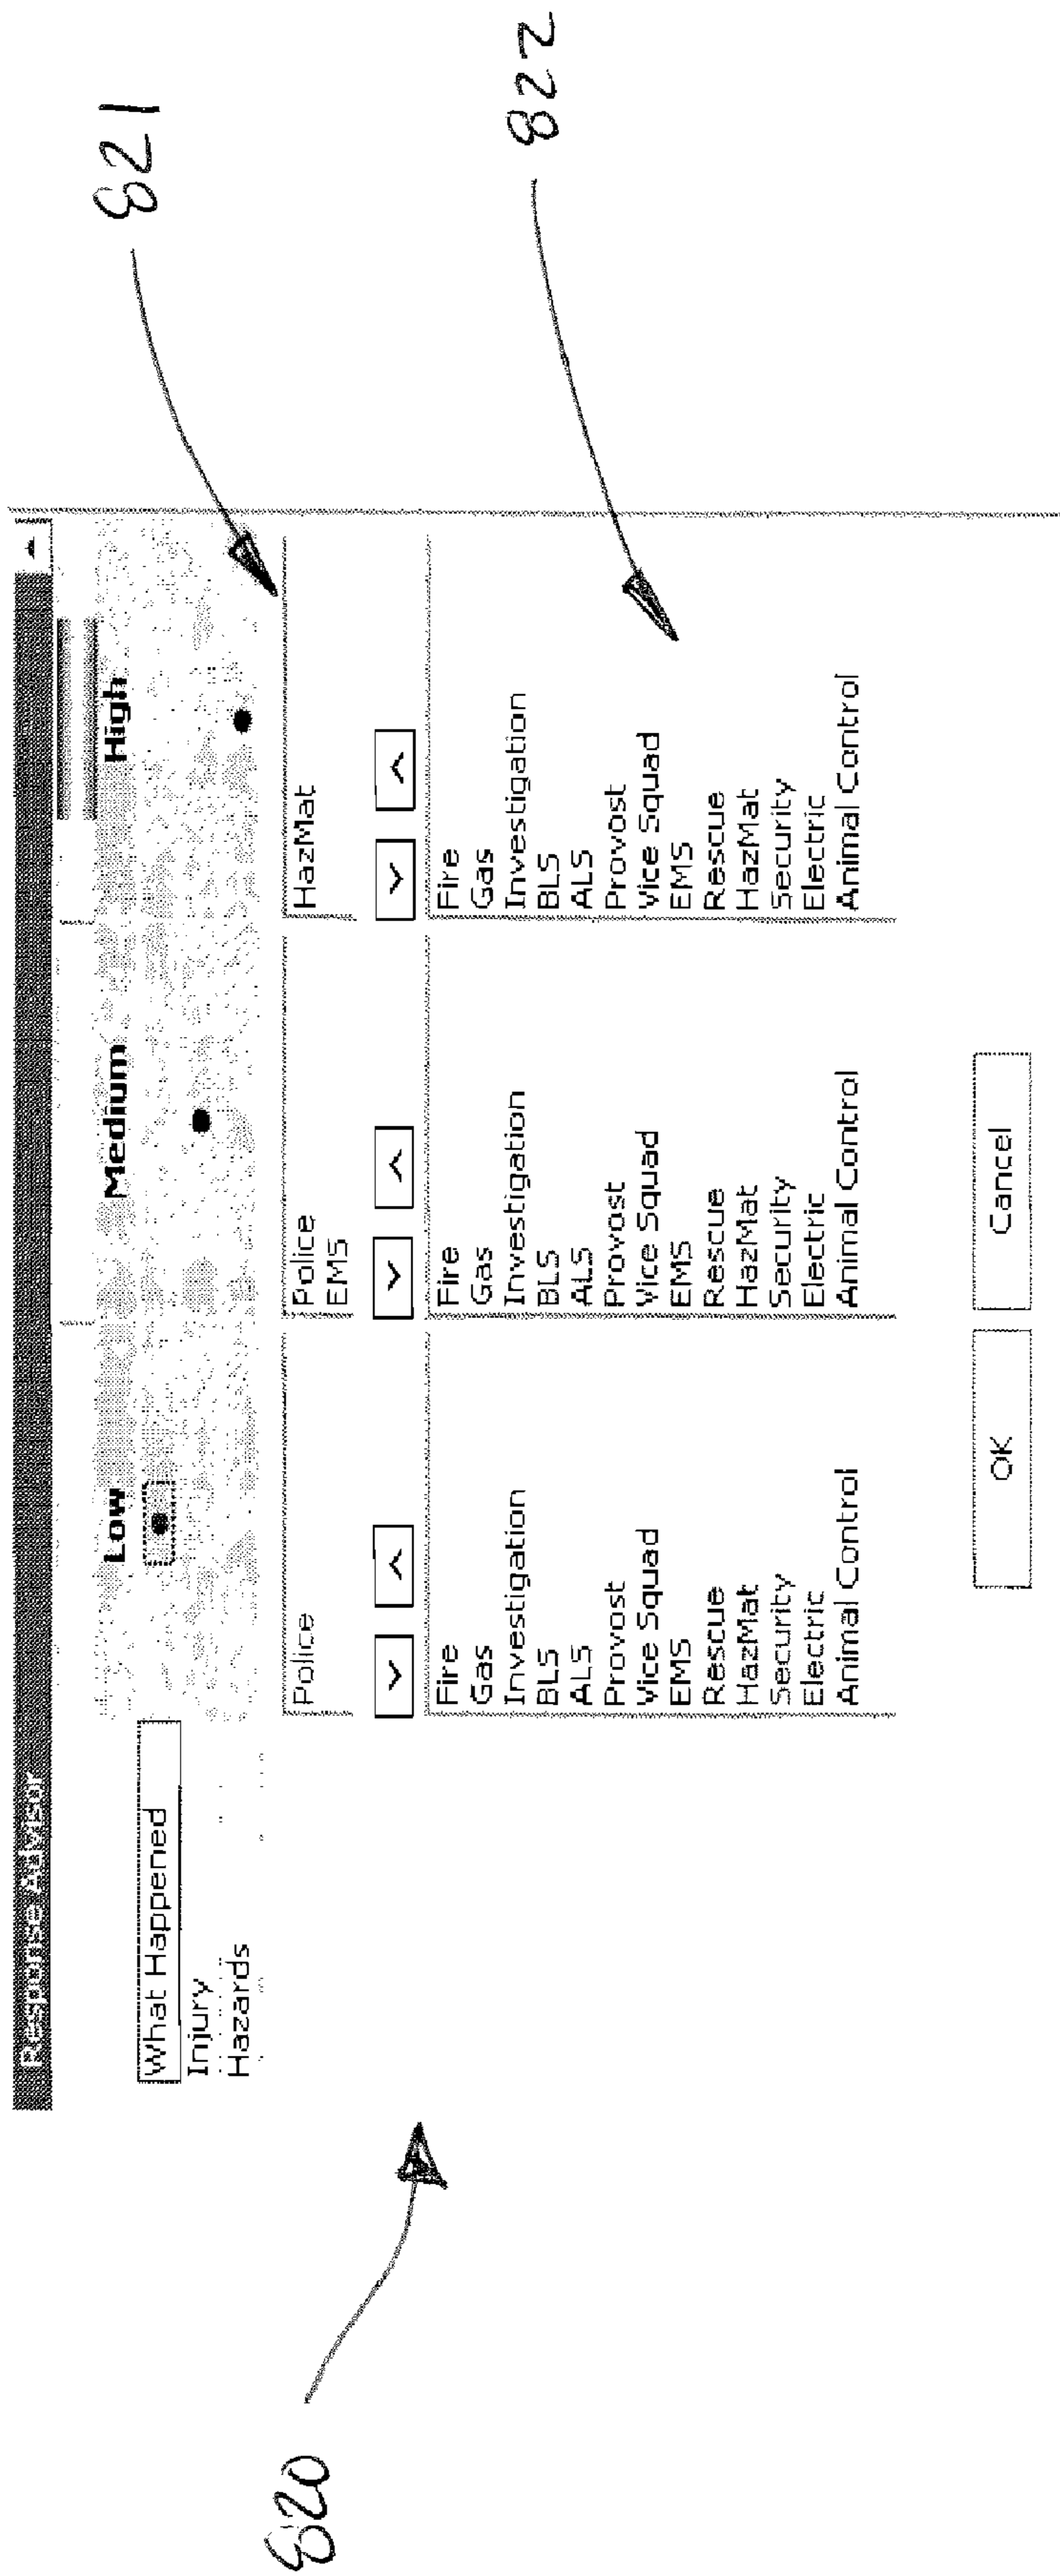 Response Advisor
Low Medium High
What Happened
Injury
Hazards
Police
Police
EMS
HazMat
Fire
Gas
Investigation
BLS
ALS
Provost
Vice Squad
EMS
Rescue
HazMat
Security
Electric
Animal Control
Fire
Gas
Investigation
BLS
ALS
Provost
Vice Squad
EMS
Rescue
HazMat
Security
Electric
Animal Control
Fire
Gas
Investigation
BLS
ALS
Provost
Vice Squad
EMS
Rescue
HazMat
Security
Electric
Animal Control
OK Cancel
820
821
822